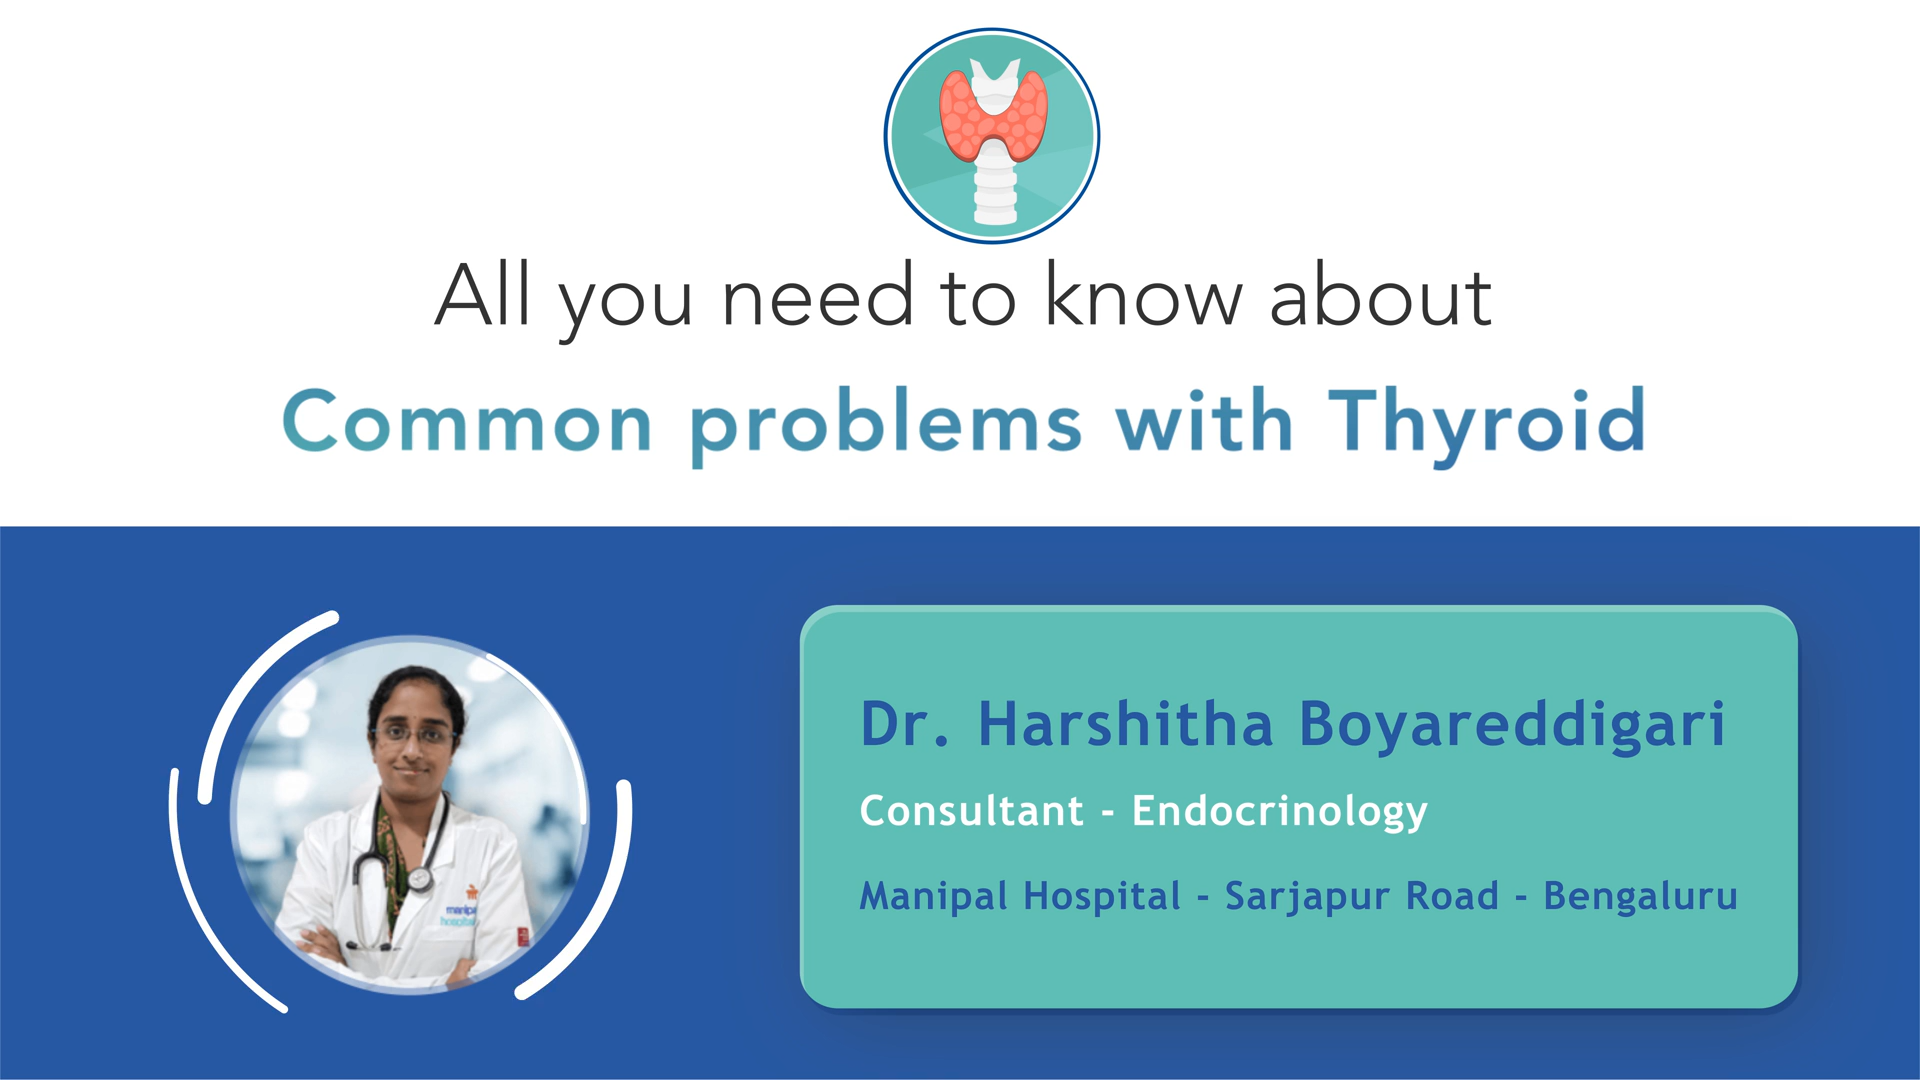 All you need to know about
Common problems with Thyroid
Dr. Harshitha Boyareddigari
Consultant - Endocrinology
Manipal Hospital - Sarjapur Road - Bengaluru